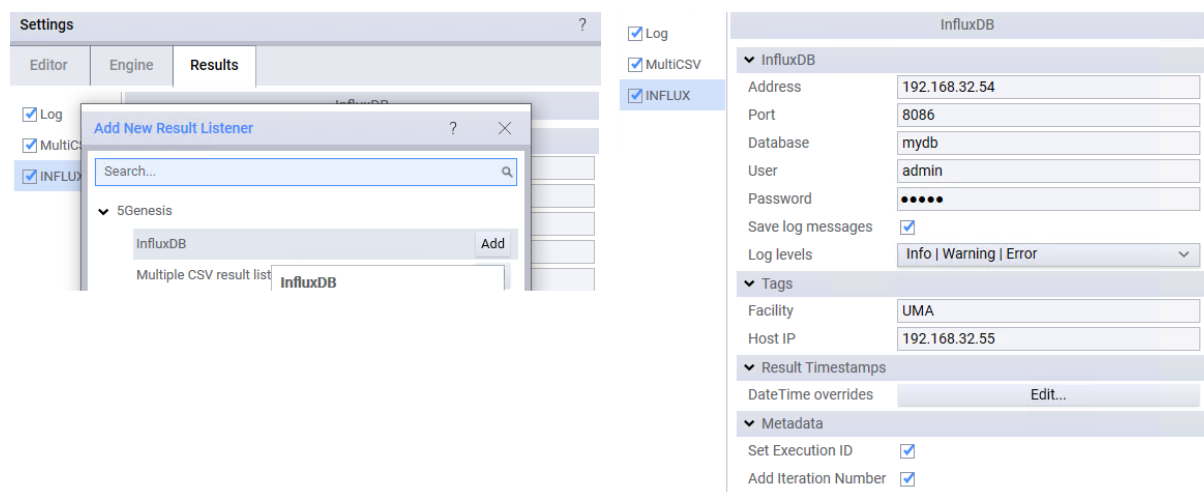 Settings ?
Editor Engine Results
InfluxDB
Log
MultiCS
INFLUX
Add New Result Listener ?
Search...
5Genesis
InfluxDB Add
Multiple CSV result list
InfluxDB
Log
MultiCSV
INFLUX
InfluxDB
InfluxDB
Address 192.168.32.54
Port 8086
Database mydb
User admin
Password •••••
Save log messages
Log levels Info | Warning | Error
Tags
Facility UMA
Host IP 192.168.32.55
Result Timestamps
DateTime overrides Edit...
Metadata
Set Execution ID
Add Iteration Number